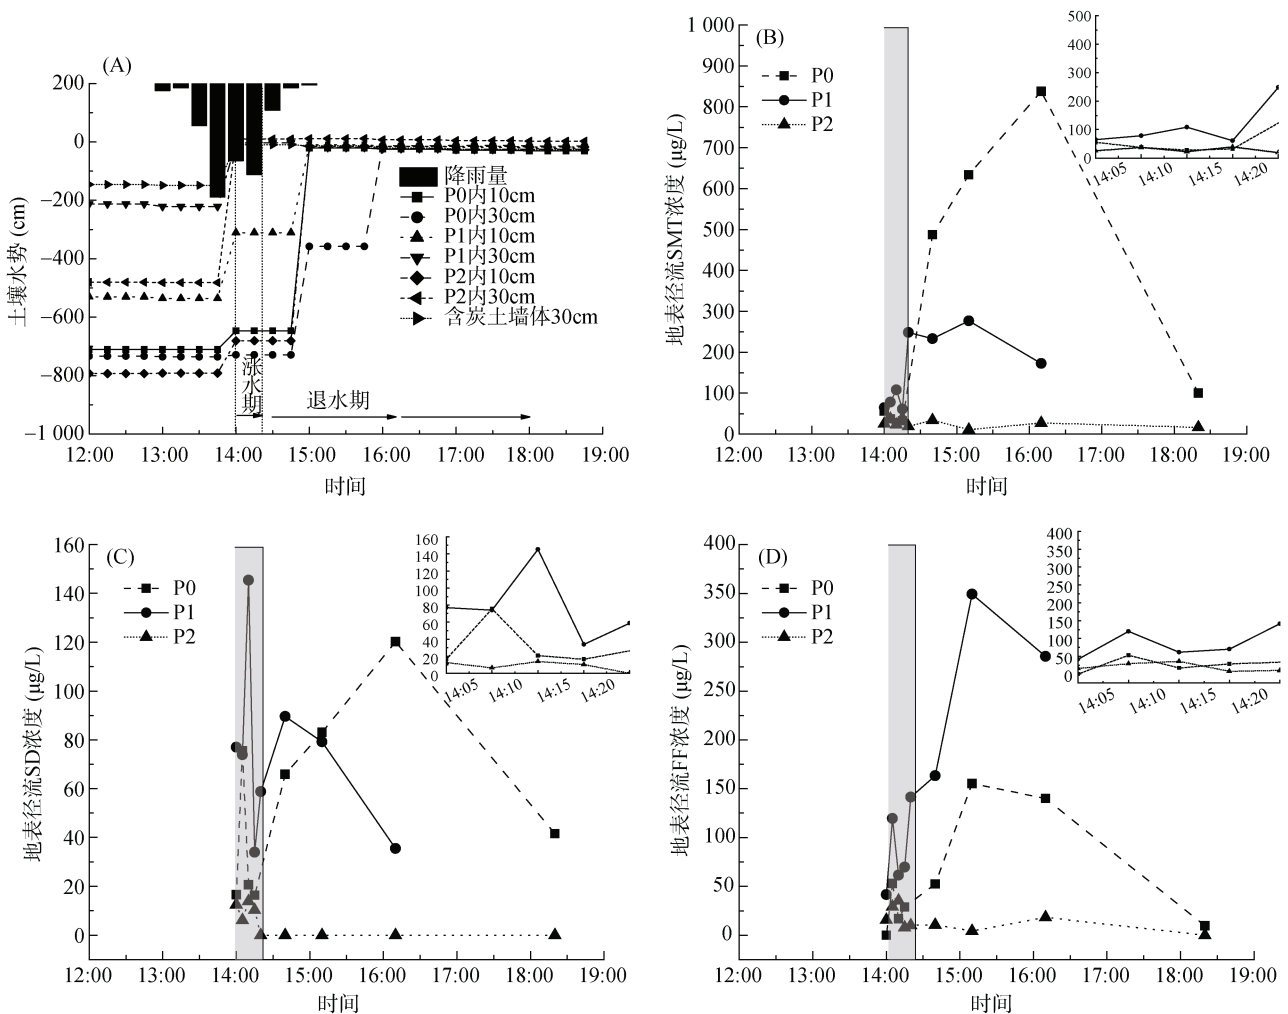 (A)
200
0
−200
−400
−600
−800
−1 000
土壤水势 (cm)
降雨量
P0内10cm
P0内30cm
P1内10cm
P1内30cm
P2内10cm
P2内30cm
含炭土墙体30cm
涨水期
退水期
12:00 13:00 14:00 15:00 16:00 17:00 18:00 19:00
时间
(B)
1 000
900
800
700
600
500
400
300
200
100
0
地表径流SMT浓度 (μg/L)
P0
P1
P2
500
400
300
200
100
0
14:05 14:10 14:15 14:20
12:00 13:00 14:00 15:00 16:00 17:00 18:00 19:00
时间
(C)
160
140
120
100
80
60
40
20
0
地表径流SD浓度 (μg/L)
P0
P1
P2
160
140
120
100
80
60
40
20
0
14:05 14:10 14:15 14:20
12:00 13:00 14:00 15:00 16:00 17:00 18:00 19:00
时间
(D)
400
350
300
250
200
150
100
50
0
地表径流FF浓度 (μg/L)
P0
P1
P2
400
350
300
250
200
150
100
50
0
14:05 14:10 14:15 14:20
12:00 13:00 14:00 15:00 16:00 17:00 18:00 19:00
时间